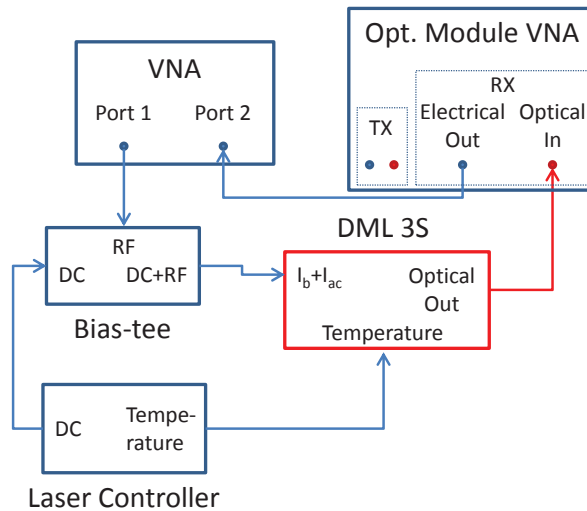 Opt. Module VNA
VNA
RX
Port 1 Port 2
TX
Electrical Optical
Out In
DML 3S
RF
DC DC+RF
I_b+I_ac Optical
Out
Bias-tee
Temperature
DC Tempe-
rature
Laser Controller